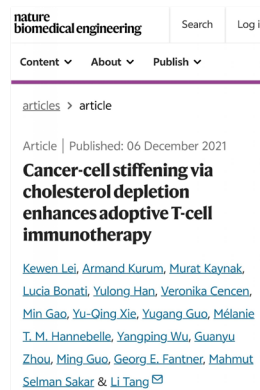 nature
biomedical engineering
Search
Log i
Content
About
Publish
articles > article
Article | Published: 06 December 2021
Cancer-cell stiffening via
cholesterol depletion
enhances adoptive T-cell
immunotherapy
Kewen Lei, Armand Kurum, Murat Kaynak,
Lucia Bonati, Yulong Han, Veronika Cencen,
Min Gao, Yu-Qing Xie, Yugang Guo, Mélanie
T. M. Hannebelle, Yangping Wu, Guanyu
Zhou, Ming Guo, Georg E. Fantner, Mahmut
Selman Sakar & Li Tang